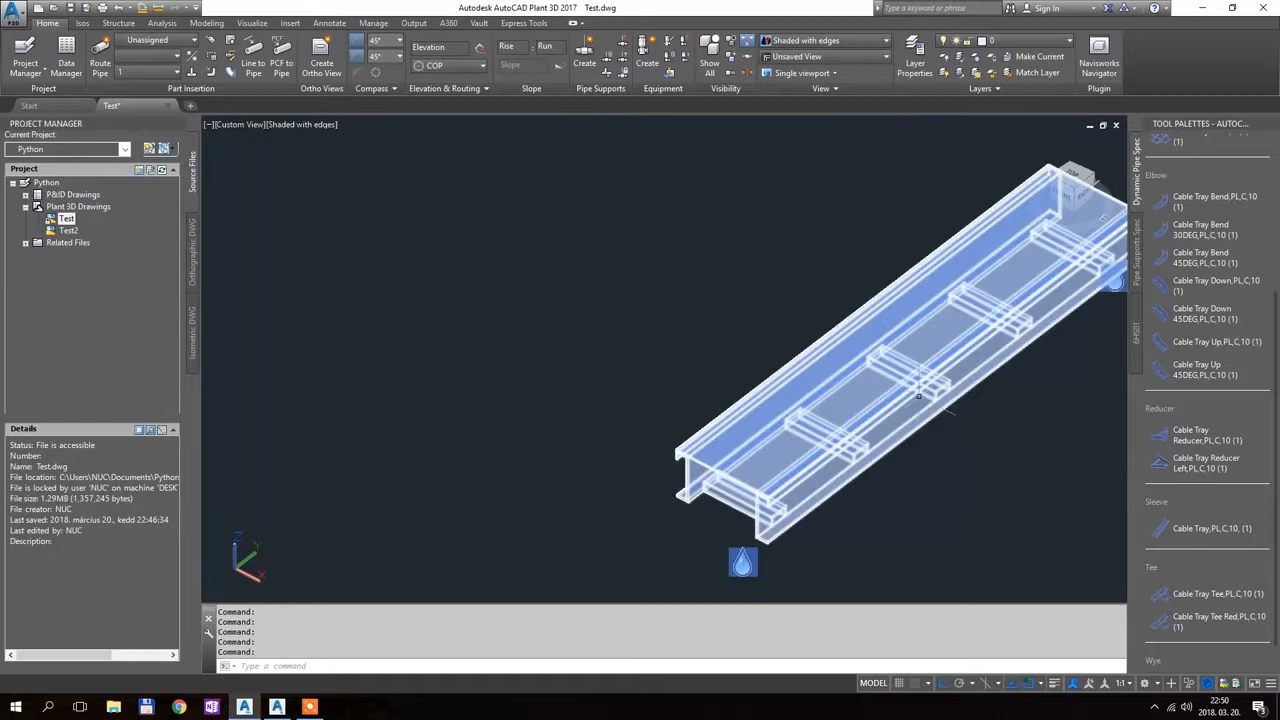 Autodesk AutoCAD Plant 3D 2017 Test.dwg
Type a keyword or phrase
Sign In
P3D
Home
Isos
Structure
Analysis
Modeling
Visualize
Insert
Annotate
Manage
Output
A360
Vault
Express Tools
Project
Manager
Data
Manager
Route
Pipe
Unassigned
1
Line to
Pipe
PCF to
Pipe
Create
Ortho View
45°
45°
Elevation
COP
Rise
Run
Slope
Create
Create
Show
All
Shaded with edges
Unsaved View
Single viewport
Layer
Properties
0
Make Current
Match Layer
Navisworks
Navigator
Project
Part Insertion
Ortho Views
Compass
Elevation & Routing
Slope
Pipe Supports
Equipment
Visibility
View
Layers
Plugin
Start
Test*
PROJECT MANAGER
Current Project:
Python
Project
Python
P&ID Drawings
Plant 3D Drawings
Test
Test2
Related Files
Source Files
Orthographic DWG
Isometric DWG
Details
Status: File is accessible
Number:
Name: Test.dwg
File location: C:\Users\NUC\Documents\Python
File is locked by user 'NUC' on machine 'DESK
File size: 1.29MB (1,357,245 bytes)
File creator: NUC
Last saved: 2018. március 20., kedd 22:46:34
Last edited by: NUC
Description:
[−][Custom View][Shaded with edges]
TOP
Z
Y
X
Command:
Command:
Command:
Command:
Command:
Type a command
MODEL
1:1
TOOL PALETTES - AUTOC...
Dynamic Pipe Spec
Pipe Supports Spec
(1)
Elbow
Cable Tray Bend,PL,C,10
(1)
Cable Tray Bend
30DEG,PL,C,10 (1)
Cable Tray Bend
45DEG,PL,C,10 (1)
Cable Tray Down,PL,C,10
(1)
Cable Tray Down
45DEG,PL,C,10 (1)
Cable Tray Up,PL,C,10 (1)
Cable Tray Up
45DEG,PL,C,10 (1)
Reducer
Cable Tray
Reducer,PL,C,10 (1)
Cable Tray Reducer
Left,PL,C,10 (1)
Sleeve
Cable Tray,PL,C,10, (1)
Tee
Cable Tray Tee,PL,C,10 (1)
Cable Tray Tee Red,PL,C,10
(1)
Wye
22:50
2018. 03. 20.